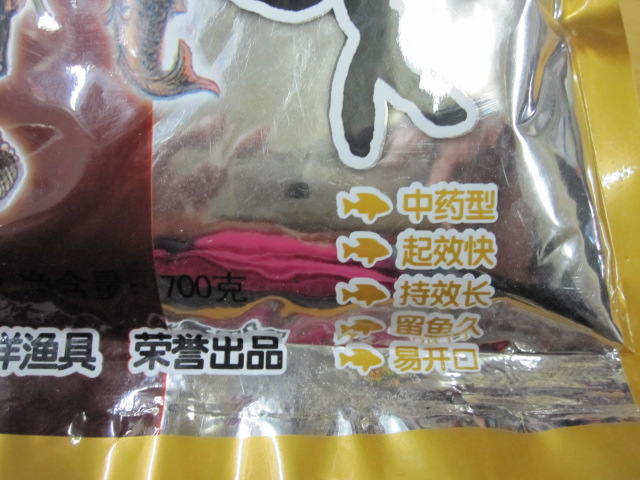 中药型
起效快
持效长
留鱼久
易开口
净含量：700克
洋渔具 荣誉出品